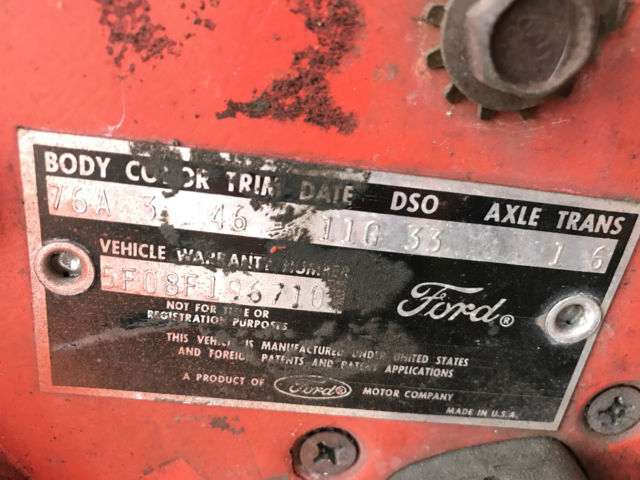 BODY COLOR TRIM DATE DSO AXLE TRANS
76A 3 46 11G 33 1 6
VEHICLE WARRANTY NUMBER
5F08F196710
Ford®
NOT FOR TITLE OR
REGISTRATION PURPOSES
THIS VEHICLE IS MANUFACTURED UNDER UNITED STATES
AND FOREIGN PATENTS AND PATENT APPLICATIONS
A PRODUCT OF Ford® MOTOR COMPANY
MADE IN U.S.A.